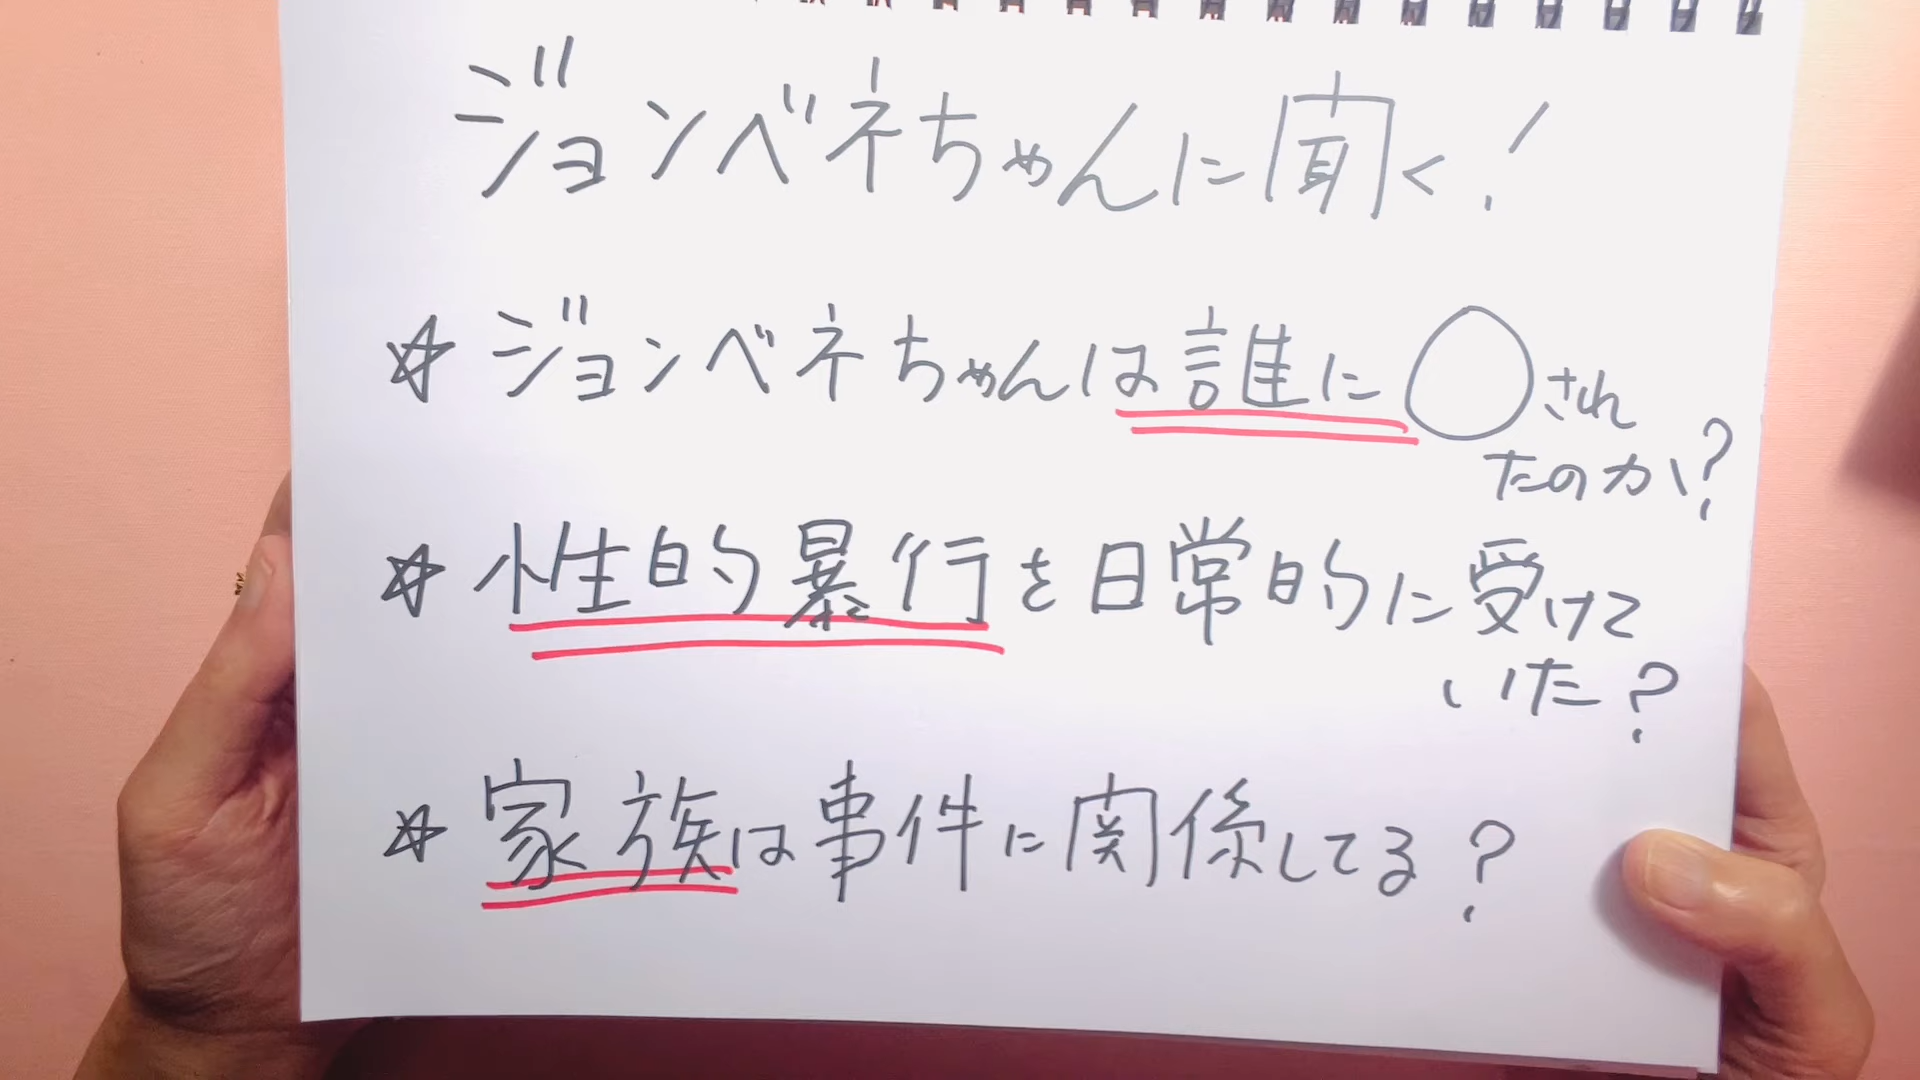 ジョンベネちゃんに聞く!
☆ ジョンベネちゃんは誰に〇され
たのか?
☆ 性的暴行を日常的に受けて
いた?
☆ 家族は事件に関係してる?